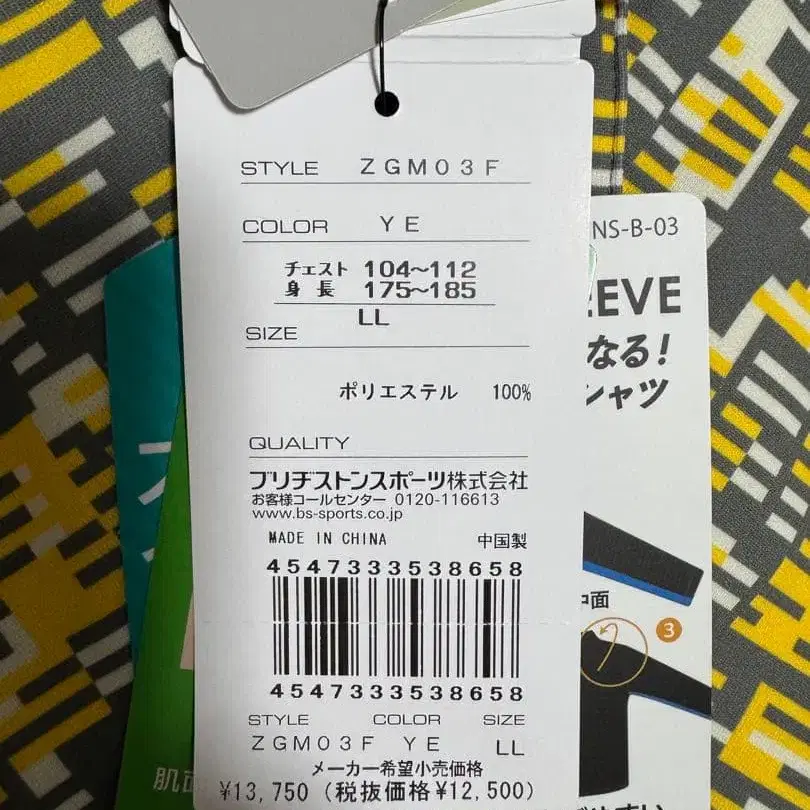 STYLE ZGM03F
COLOR YE
チェスト 104~112
身長 175~185
LL
SIZE
ポリエステル 100%
QUALITY
ブリヂストンスポーツ株式会社
お客様コールセンター 0120-116613
www.bs-sports.co.jp
MADE IN CHINA 中国製
4547333538658
4547333538658
STYLE COLOR SIZE
ZGM03F YE LL
メーカー希望小売価格
¥13,750 (税抜価格¥12,500)
NS-B-03
EEVE
なる!
シャツ
中面
3
肌